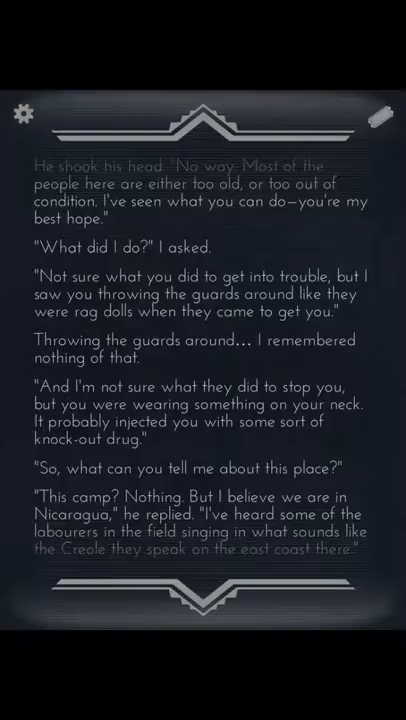 He shook his head. "No way. Most of the
people here are either too old, or too out of
condition. I've seen what you can do—you're my
best hope."
"What did I do?" I asked.
"Not sure what you did to get into trouble, but I
saw you throwing the guards around like they
were rag dolls when they came to get you."
Throwing the guards around... I remembered
nothing of that.
"And I'm not sure what they did to stop you,
but you were wearing something on your neck.
It probably injected you with some sort of
knock-out drug."
"So, what can you tell me about this place?"
"This camp? Nothing. But I believe we are in
Nicaragua," he replied. "I've heard some of the
labourers in the field singing in what sounds like
the Creole they speak on the east coast there."